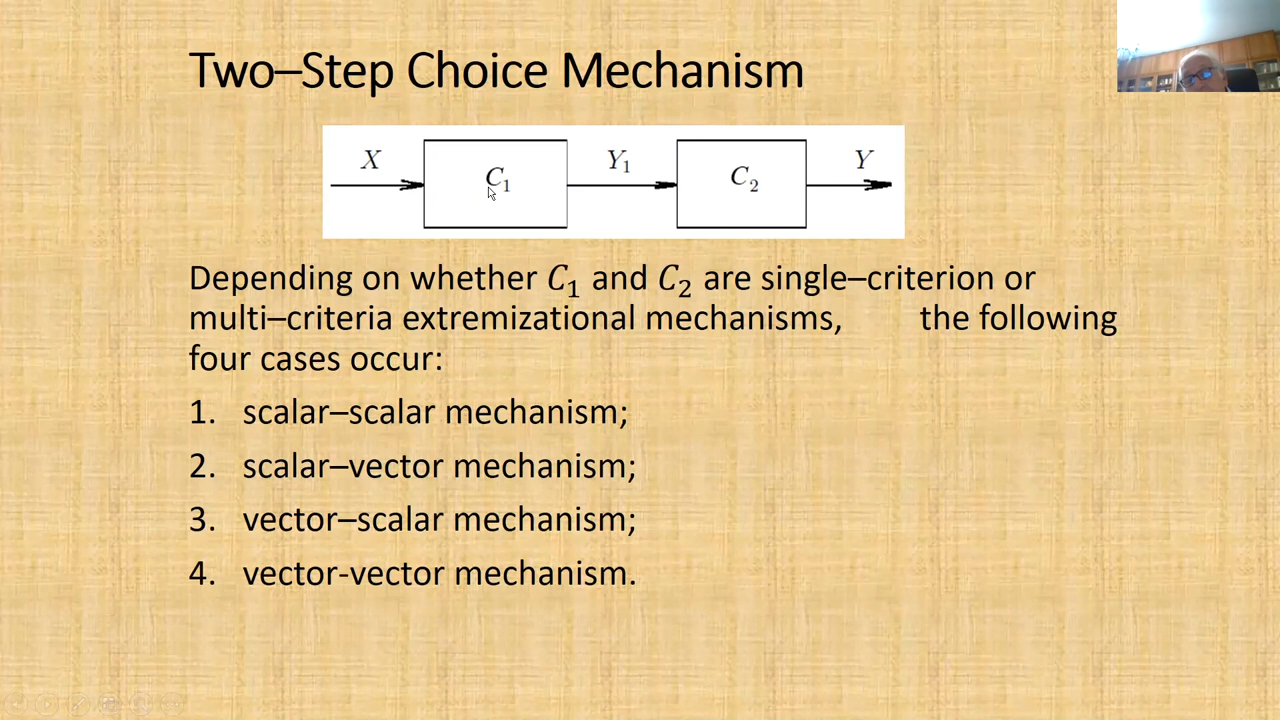 Two–Step Choice Mechanism
X C₁ Y₁ C₂ Y
Depending on whether C₁ and C₂ are single–criterion or
multi–criteria extremizational mechanisms, the following
four cases occur:
1. scalar–scalar mechanism;
2. scalar–vector mechanism;
3. vector–scalar mechanism;
4. vector-vector mechanism.